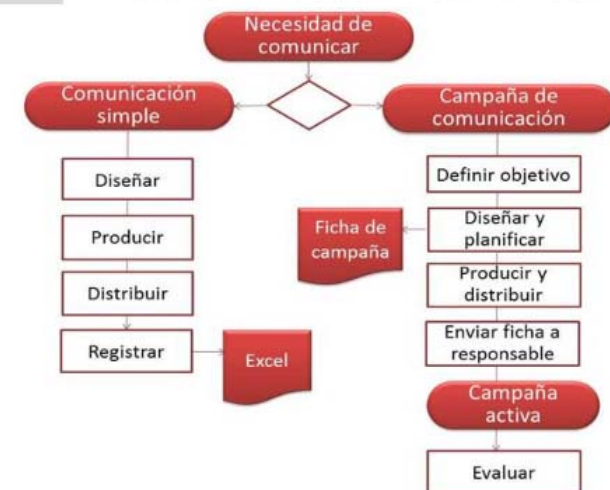 Necesidad de
comunicar
Comunicación
simple
Campaña de
comunicación
Diseñar
Producir
Distribuir
Registrar
Excel
Definir objetivo
Diseñar y
planificar
Ficha de
campaña
Producir y
distribuir
Enviar ficha a
responsable
Campaña
activa
Evaluar